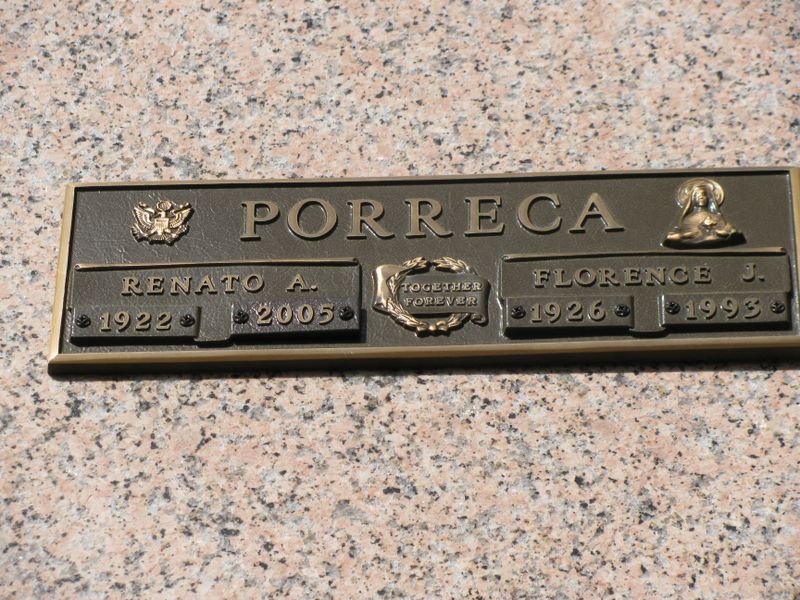 PORRECA
RENATO A.
1922 2005
TOGETHER
FOREVER
FLORENCE J.
1926 1993